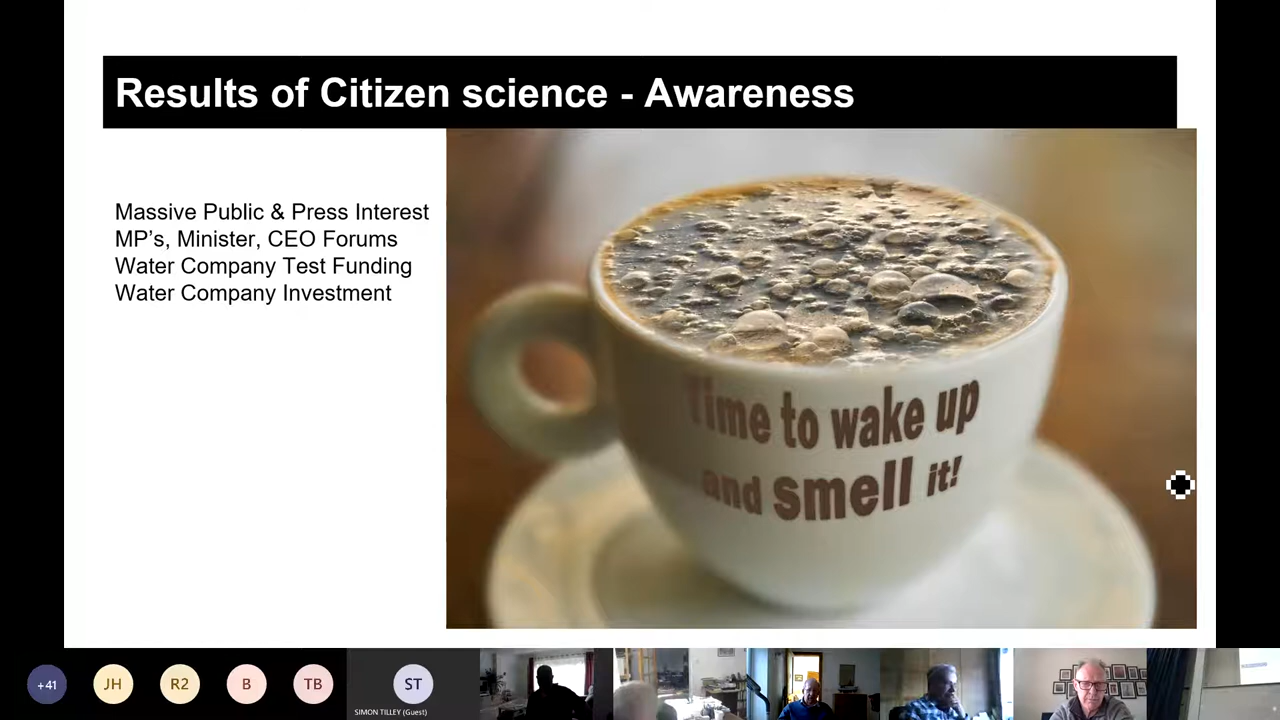 Results of Citizen science - Awareness
Massive Public & Press Interest
MP's, Minister, CEO Forums
Water Company Test Funding
Water Company Investment
Time to wake up
and smell it!
+41
JH
R2
B
TB
ST
SIMON TILLEY (Guest)